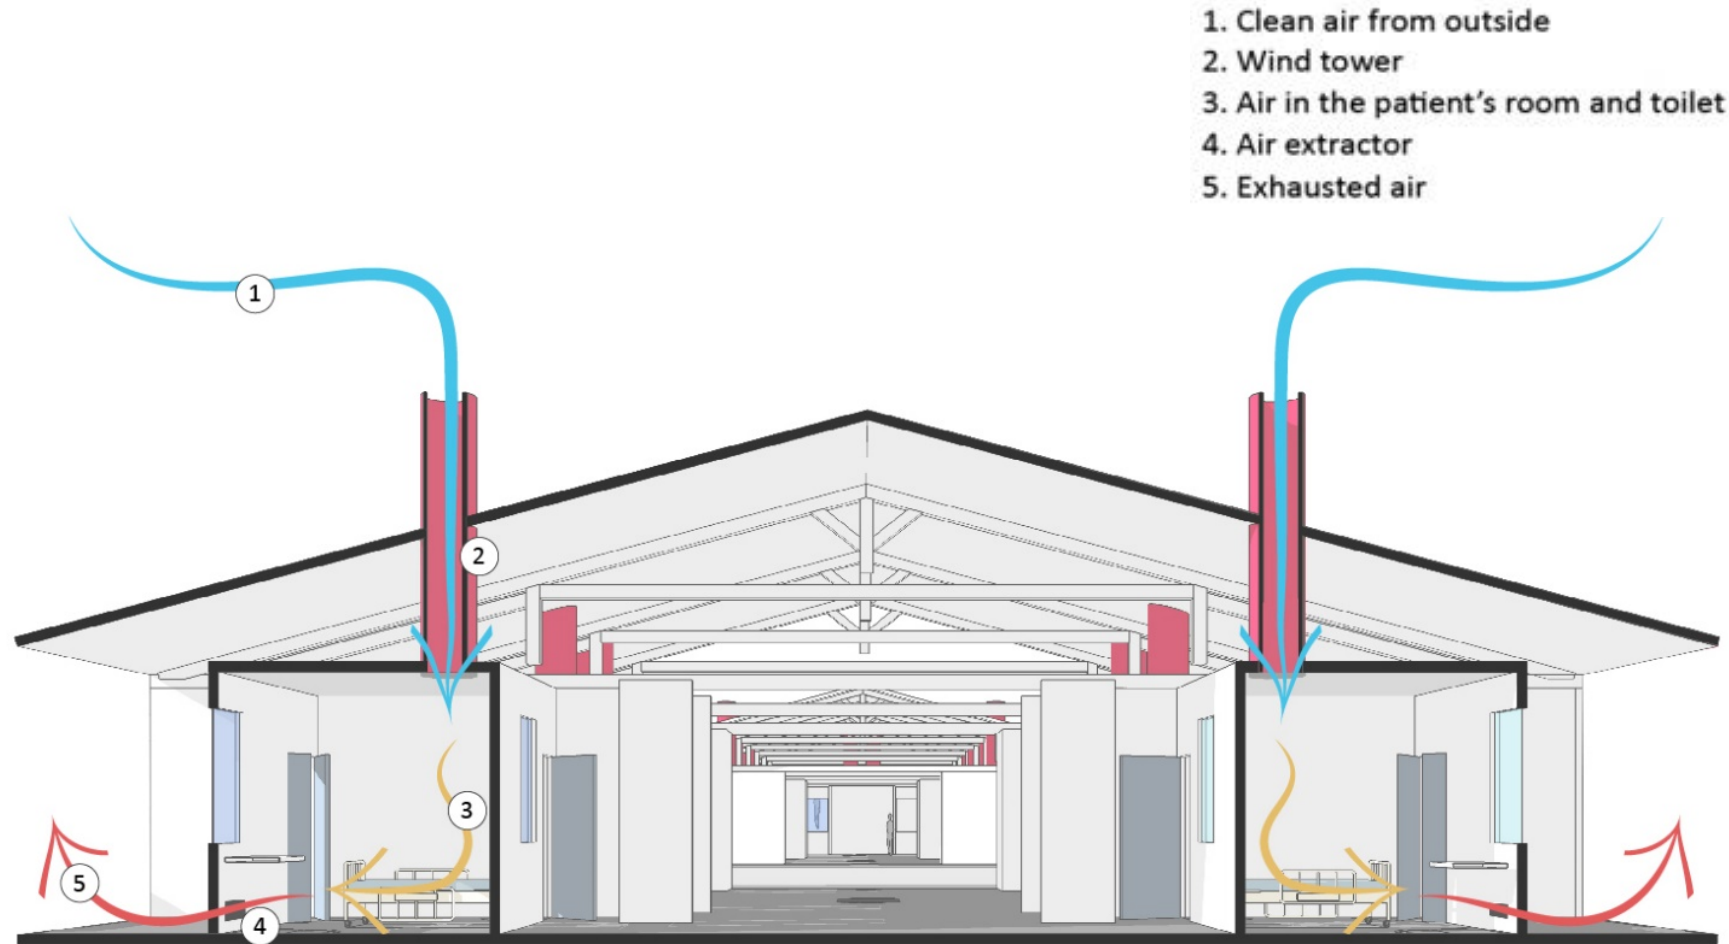 1. Clean air from outside
2. Wind tower
3. Air in the patient's room and toilet
4. Air extractor
5. Exhausted air
1
2
3
5
4